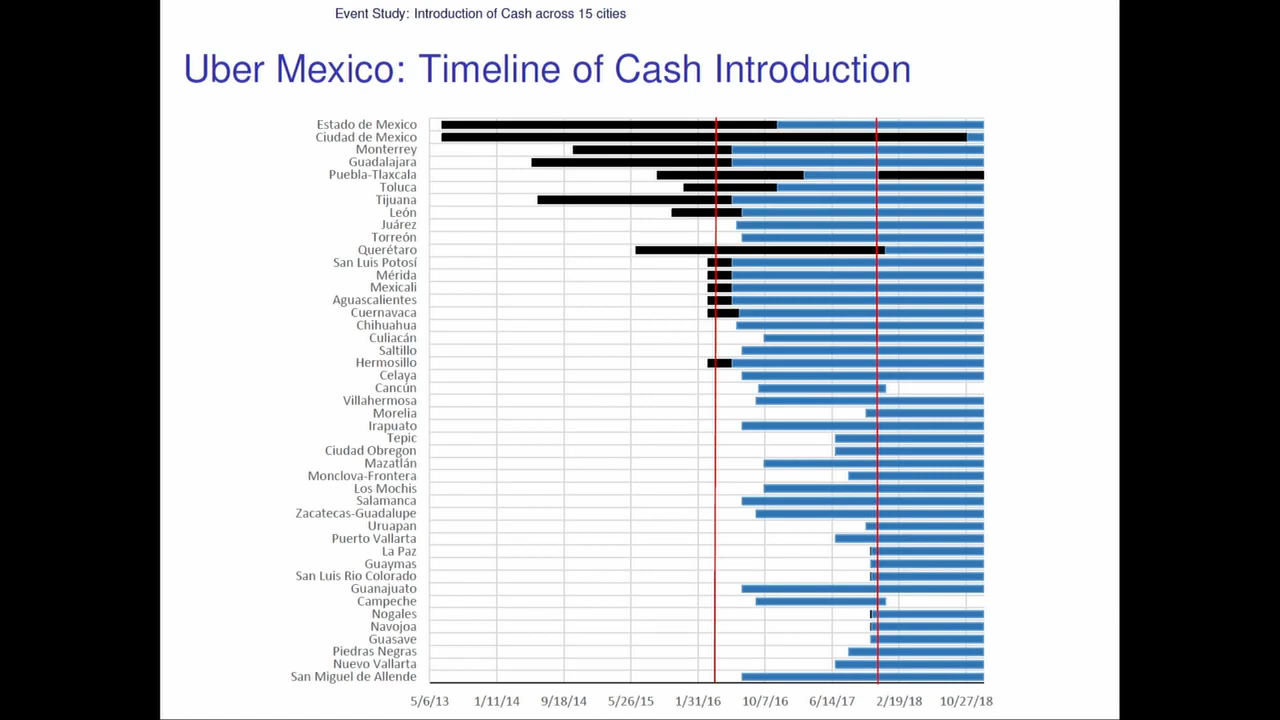 Event Study: Introduction of Cash across 15 cities
Uber Mexico: Timeline of Cash Introduction
Estado de Mexico
Ciudad de Mexico
Monterrey
Guadalajara
Puebla-Tlaxcala
Toluca
Tijuana
León
Juárez
Torreón
Querétaro
San Luis Potosí
Mérida
Mexicali
Aguascalientes
Cuernavaca
Chihuahua
Culiacán
Saltillo
Hermosillo
Celaya
Cancún
Villahermosa
Morelia
Irapuato
Tepic
Ciudad Obregon
Mazatlán
Monclova-Frontera
Los Mochis
Salamanca
Zacatecas-Guadalupe
Uruapan
Puerto Vallarta
La Paz
Guaymas
San Luis Rio Colorado
Guanajuato
Campeche
Nogales
Navojoa
Guasave
Piedras Negras
Nuevo Vallarta
San Miguel de Allende
5/6/13 1/11/14 9/18/14 5/26/15 1/31/16 10/7/16 6/14/17 2/19/18 10/27/18